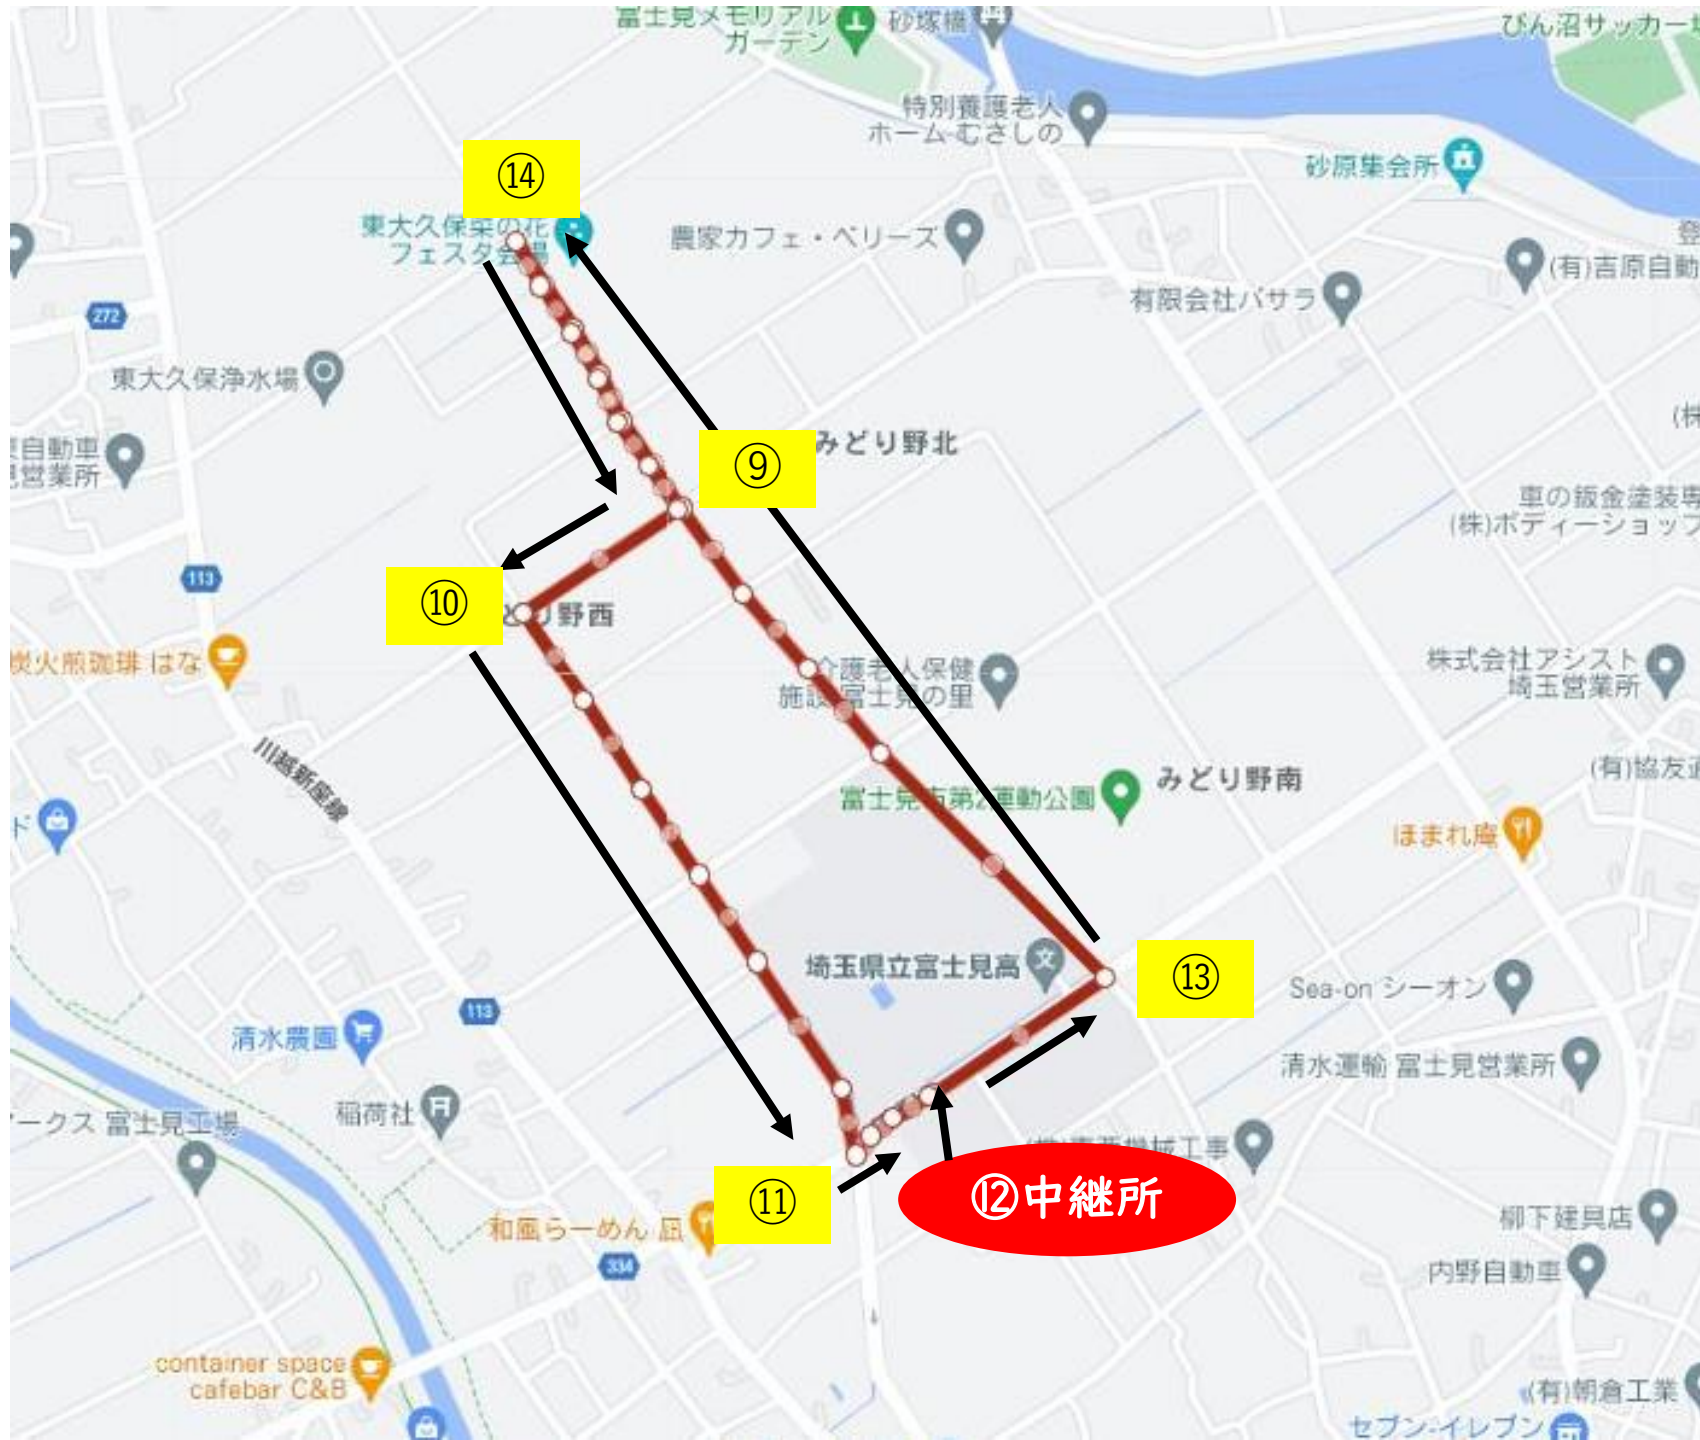 富士見メモリアル
ガーデン
砂塚橋
びん沼サッカー
特別養護老人
ホーム-むさしの
砂原集会所
⑭
東大久保菜の花
フェスタ会場
農家カフェ・ベリーズ
(有)吉原自動
有限会社バサラ
272
東大久保浄水場
自動車
営業所
⑨
みどり野北
車の鈑金塗装専
(株)ボディーショップ
113
⑩
り野西
炭火煎珈琲 はな
介護老人保健
施設 富士見の里
株式会社アシスト
埼玉営業所
川越新座線
みどり野南
(有)協友
富士見市第2運動公園
ド
ほまれ庵
埼玉県立富士見高
⑬
Sea-on シーオン
113
清水農園
清水運輸 富士見営業所
稲荷社
ークス 富士見工場
械工事
⑪
⑫中継所
和風らーめん 凪
柳下建具店
334
内野自動車
container space
cafebar C&B
(有)朝倉工業
セブン-イレブン